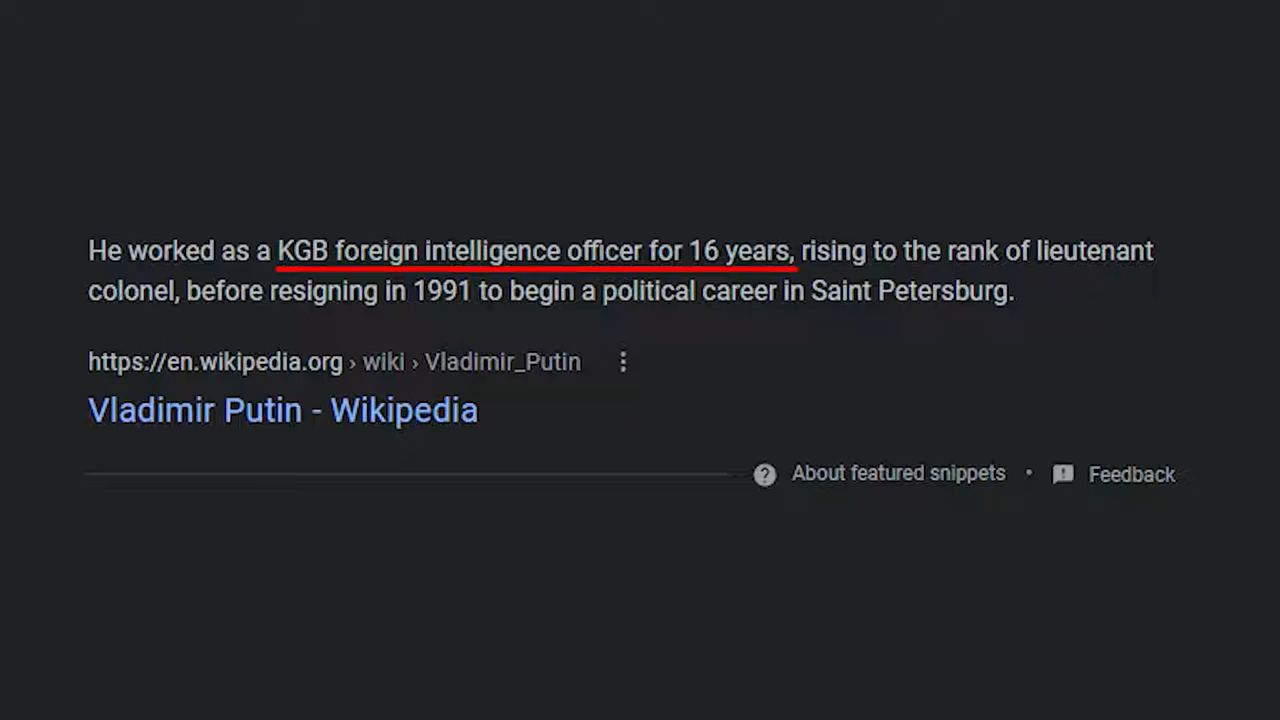 He worked as a KGB foreign intelligence officer for 16 years, rising to the rank of lieutenant
colonel, before resigning in 1991 to begin a political career in Saint Petersburg.
https://en.wikipedia.org › wiki › Vladimir_Putin
Vladimir Putin - Wikipedia
About featured snippets • Feedback